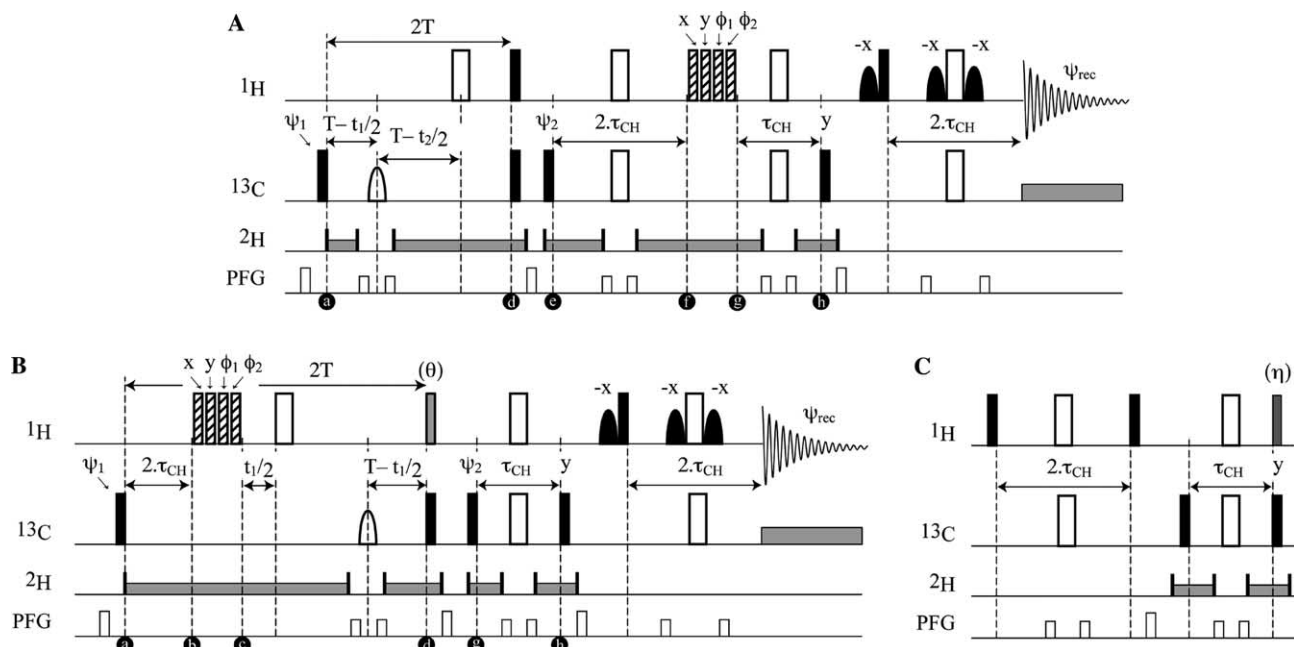 A
2T
x y ϕ1 ϕ2
-x -x -x
1H
ψrec
ψ1
T– t1/2
T– t2/2
ψ2
2.τCH
τCH
y
2.τCH
13C
2H
PFG
a d e f g h
B
x y ϕ1 ϕ2
2T
(θ)
-x -x -x
1H
ψrec
ψ1
2.τCH
t1/2
T– t1/2
ψ2
τCH
y
2.τCH
13C
2H
PFG
a b c d g h
C
(η)
1H
2.τCH
τCH
y
13C
2H
PFG